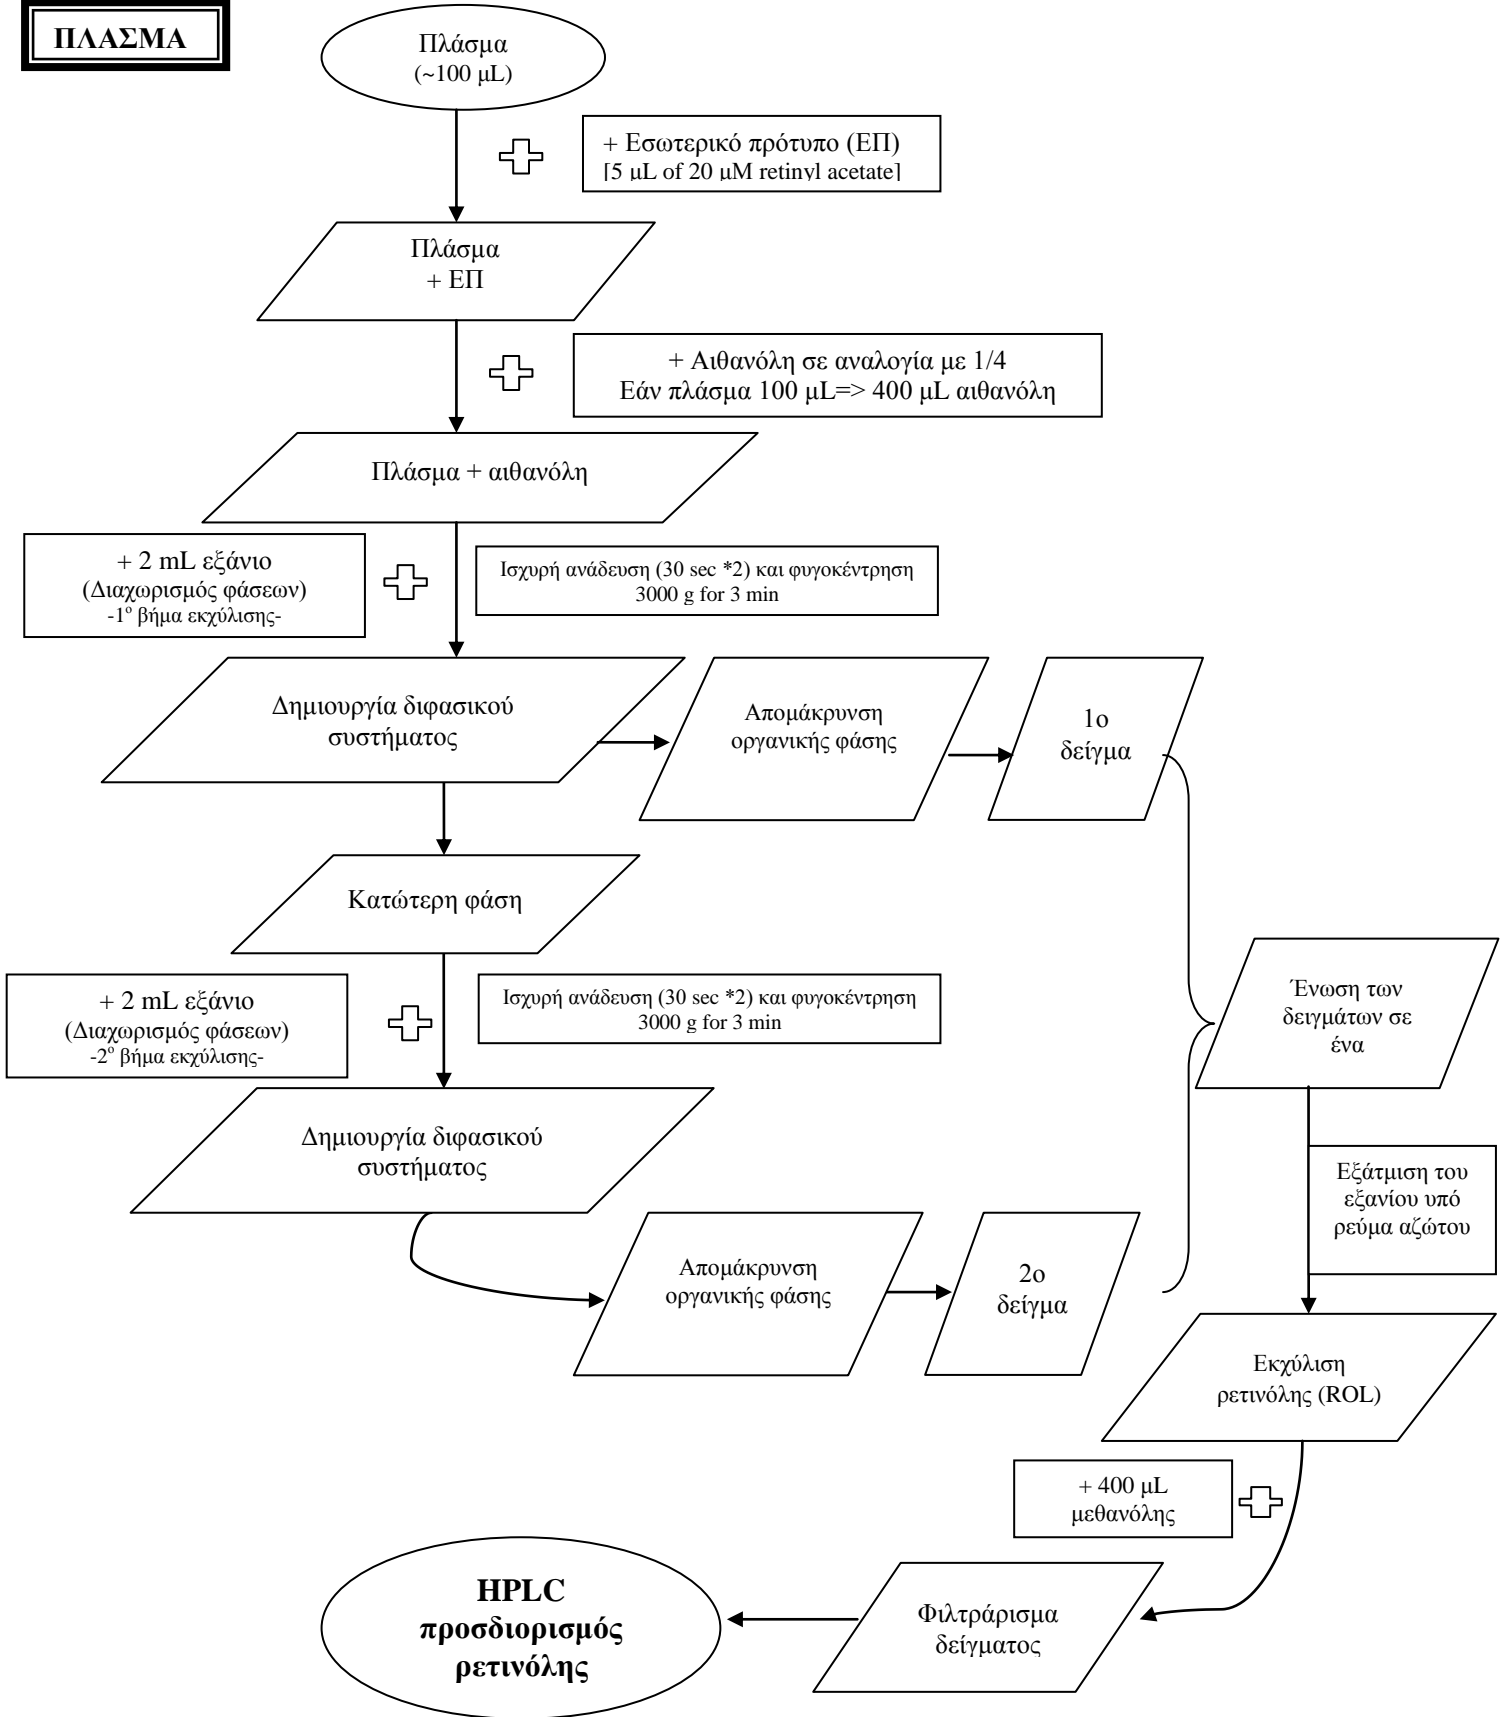 ΠΛΑΣΜΑ
Πλάσμα
(~100 μL)
+ Εσωτερικό πρότυπο (ΕΠ)
[5 μL of 20 μM retinyl acetate]
Πλάσμα
+ ΕΠ
+ Αιθανόλη σε αναλογία με 1/4
Εάν πλάσμα 100 μL=> 400 μL αιθανόλη
Πλάσμα + αιθανόλη
+ 2 mL εξάνιο
(Διαχωρισμός φάσεων)
-1ο βήμα εκχύλισης-
Ισχυρή ανάδευση (30 sec *2) και φυγοκέντρηση
3000 g for 3 min
Δημιουργία διφασικού
συστήματος
Απομάκρυνση
οργανικής φάσης
1ο
δείγμα
Κατώτερη φάση
+ 2 mL εξάνιο
(Διαχωρισμός φάσεων)
-2ο βήμα εκχύλισης-
Ισχυρή ανάδευση (30 sec *2) και φυγοκέντρηση
3000 g for 3 min
Ένωση των
δειγμάτων σε
ένα
Δημιουργία διφασικού
συστήματος
Εξάτμιση του
εξανίου υπό
ρεύμα αζώτου
Απομάκρυνση
οργανικής φάσης
2ο
δείγμα
Εκχύλιση
ρετινόλης (ROL)
+ 400 μL
μεθανόλης
Φιλτράρισμα
δείγματος
HPLC
προσδιορισμός
ρετινόλης